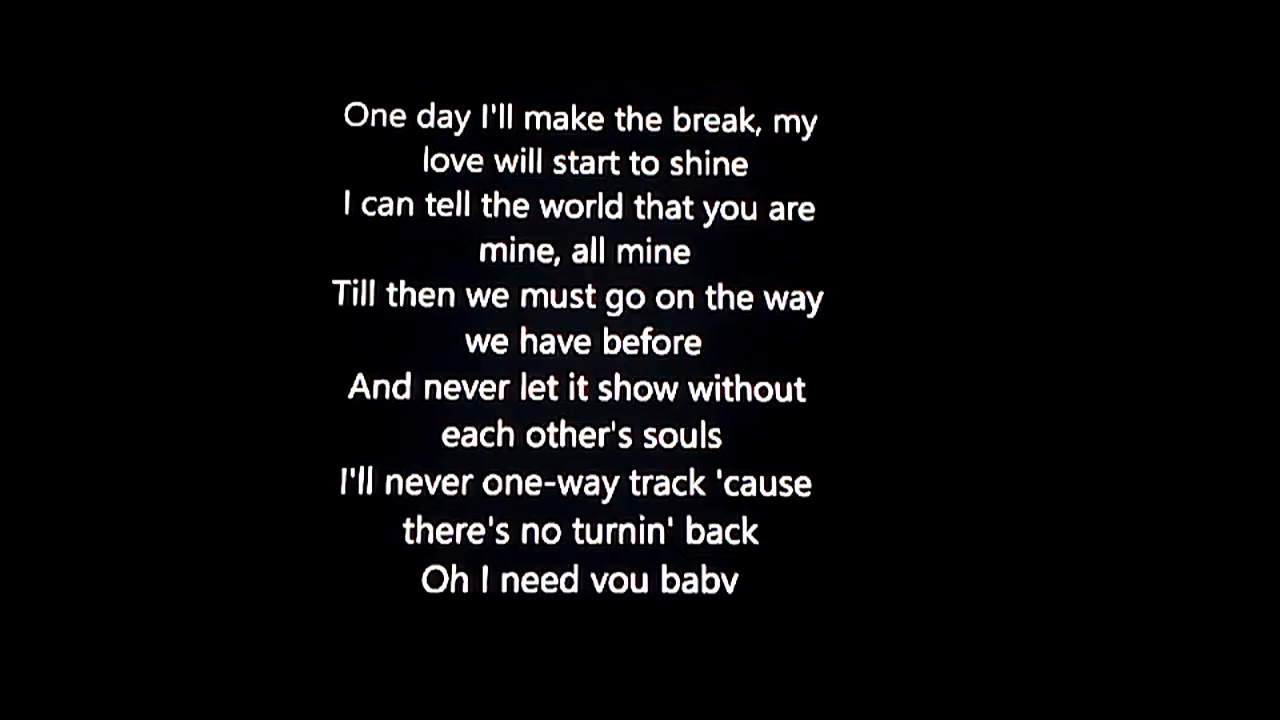 One day I'll make the break, my
love will start to shine
I can tell the world that you are
mine, all mine
Till then we must go on the way
we have before
And never let it show without
each other's souls
I'll never one-way track 'cause
there's no turnin' back
Oh I need you baby